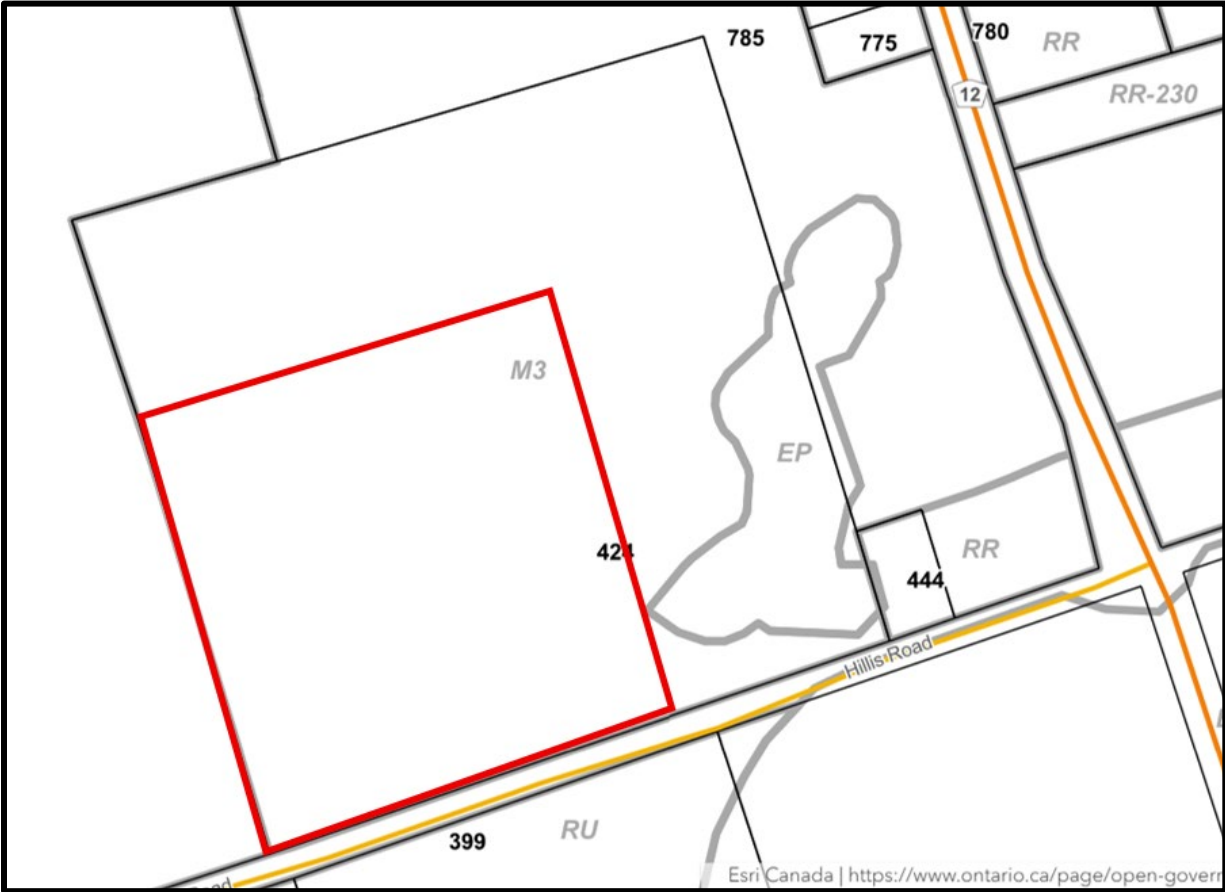 785
775
780
RR
12
RR-230
M3
EP
424
RR
444
Hillis Road
399
RU
Esri Canada | https://www.ontario.ca/page/open-govern